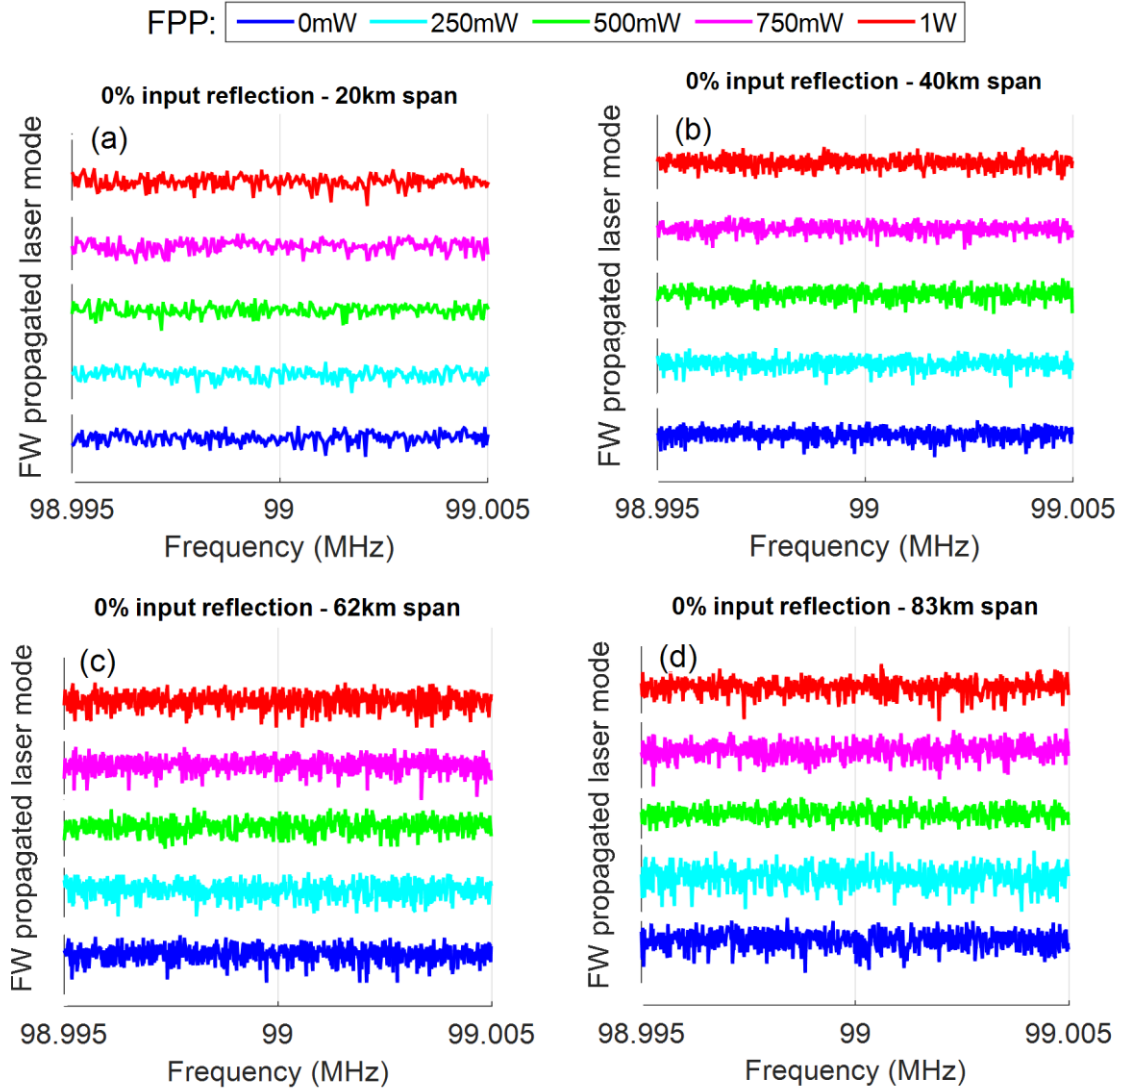 FPP: 0mW 250mW 500mW 750mW 1W
0% input reflection - 20km span
(a)
FW propagated laser mode
98.995 99 99.005
Frequency (MHz)
0% input reflection - 40km span
(b)
FW propagated laser mode
98.995 99 99.005
Frequency (MHz)
0% input reflection - 62km span
(c)
FW propagated laser mode
98.995 99 99.005
Frequency (MHz)
0% input reflection - 83km span
(d)
FW propagated laser mode
98.995 99 99.005
Frequency (MHz)